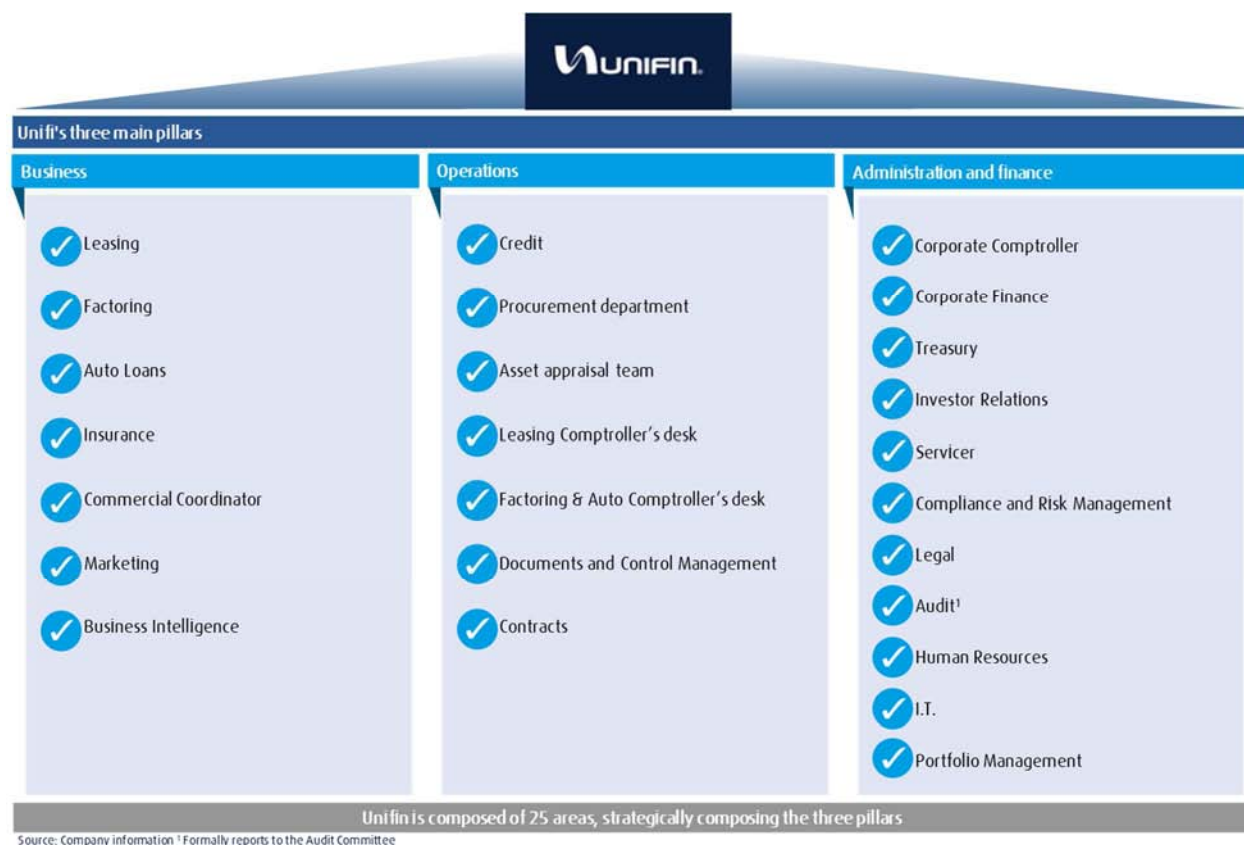 UNIFIN®
Unifi's three main pillars
Business
Leasing
Factoring
Auto Loans
Insurance
Commercial Coordinator
Marketing
Business Intelligence
Operations
Credit
Procurement department
Asset appraisal team
Leasing Comptroller's desk
Factoring & Auto Comptroller's desk
Documents and Control Management
Contracts
Administration and finance
Corporate Comptroller
Corporate Finance
Treasury
Investor Relations
Servicer
Compliance and Risk Management
Legal
Audit¹
Human Resources
I.T.
Portfolio Management
Unifin is composed of 25 areas, strategically composing the three pillars
Source: Company information ¹ Formally reports to the Audit Committee